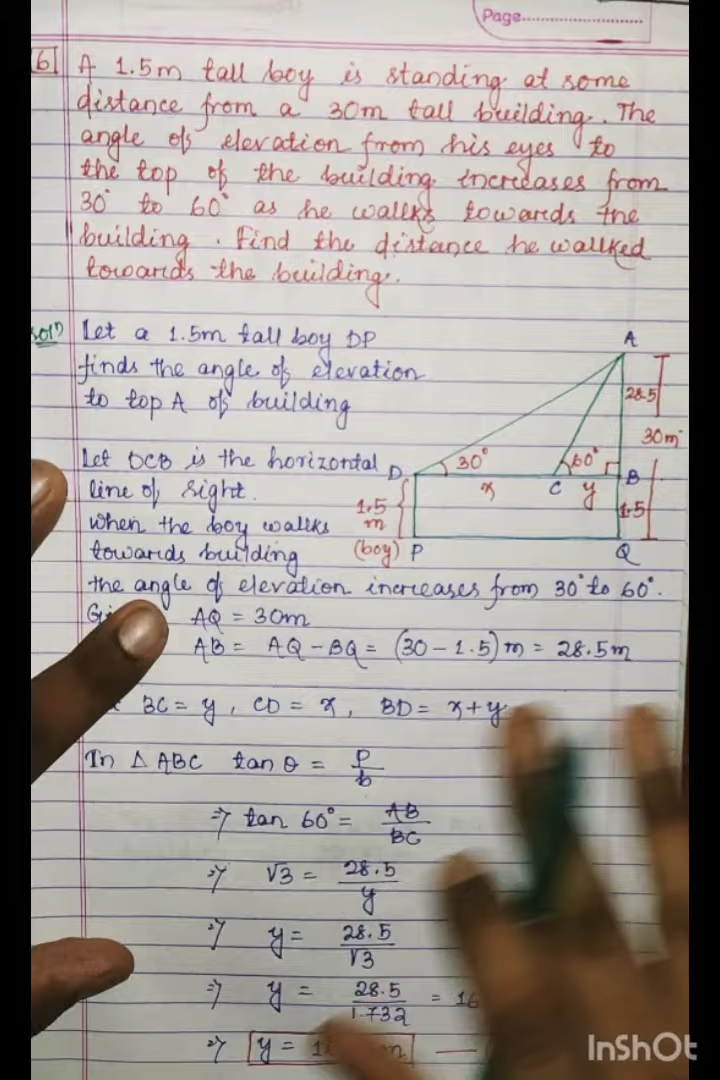 Page
6 A 1.5m tall boy is standing at some
distance from a 30m tall building. The
angle of elevation from his eyes to
the top of the building increases from
30° to 60° as he wallks towards the
building. Find the distance he wallked
towards the building.
Sol) Let a 1.5m tall boy DP
finds the angle of elevation
to top A of building
Let DCB is the horizontal
line of sight.
when the boy wallks
towards building
the angle of elevation increases from 30° to 60°.
A
28.5
30m
D 30° 60° B
x C y
1.5
m
1.5
(boy) P Q
AQ = 30m
AB = AQ - BQ = (30 - 1.5) m = 28.5m
BC = y, CD = x, BD = x+y
In △ ABC tan θ = p/b
⇒ tan 60° = AB/BC
⇒ √3 = 28.5/y
⇒ y = 28.5/√3
⇒ y = 28.5/1.732 = 16
⇒ y =
InShOt